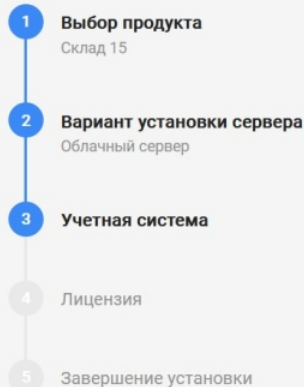 1
Выбор продукта
Склад 15
2
Вариант установки сервера
Облачный сервер
3
Учетная система
4
Лицензия
5
Завершение установки